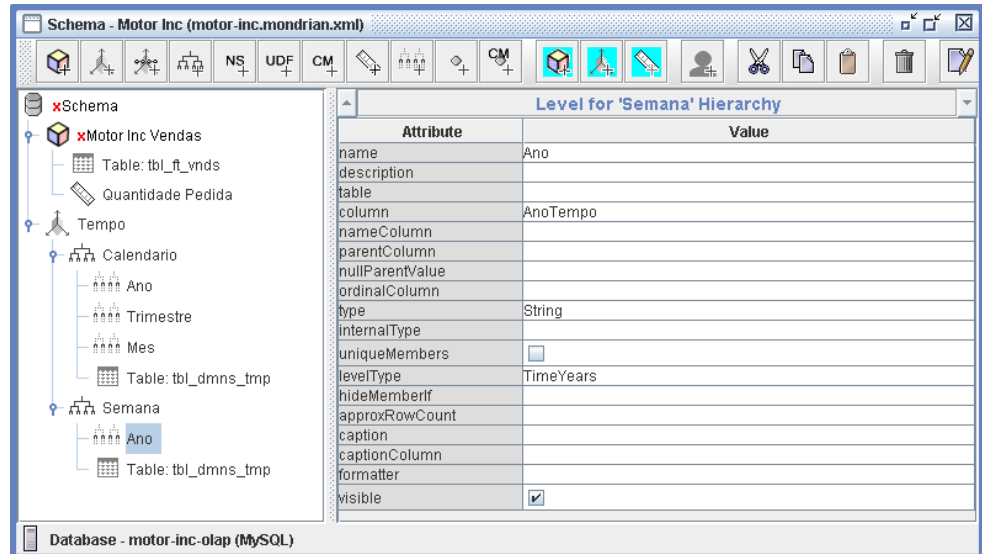 Schema - Motor Inc (motor-inc.mondrian.xml)
NS UDF CM CM
xSchema
xMotor Inc Vendas
Table: tbl_ft_vnds
Quantidade Pedida
Tempo
Calendario
Ano
Trimestre
Mes
Table: tbl_dmns_tmp
Semana
Ano
Table: tbl_dmns_tmp
Level for 'Semana' Hierarchy
Attribute Value
name Ano
description
table
column AnoTempo
nameColumn
parentColumn
nullParentValue
ordinalColumn
type String
internalType
uniqueMembers
levelType TimeYears
hideMemberIf
approxRowCount
caption
captionColumn
formatter
visible
Database - motor-inc-olap (MySQL)